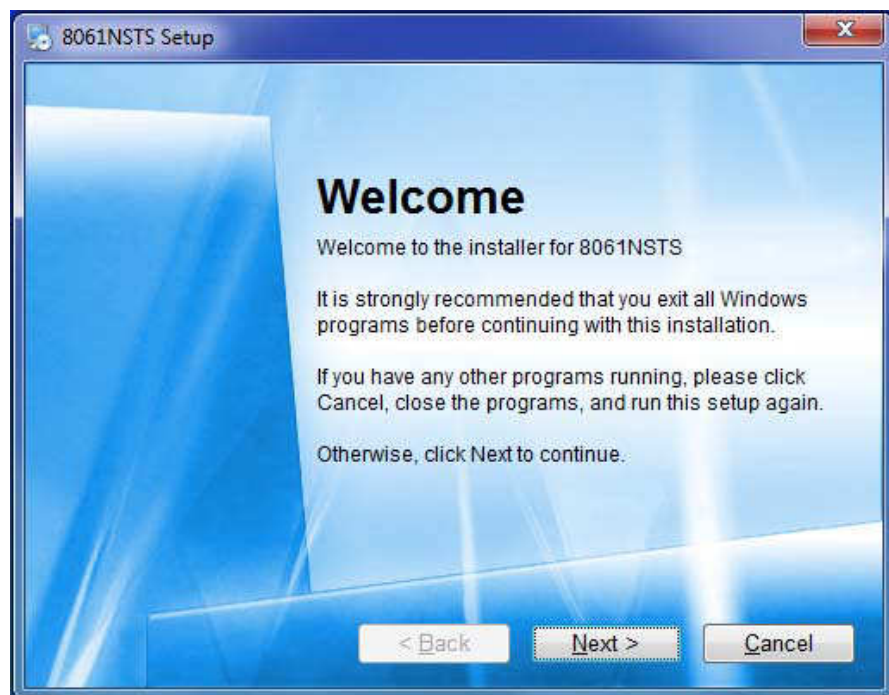 8061NSTS Setup
Welcome
Welcome to the installer for 8061NSTS
It is strongly recommended that you exit all Windows
programs before continuing with this installation.
If you have any other programs running, please click
Cancel, close the programs, and run this setup again.
Otherwise, click Next to continue.
< Back Next > Cancel